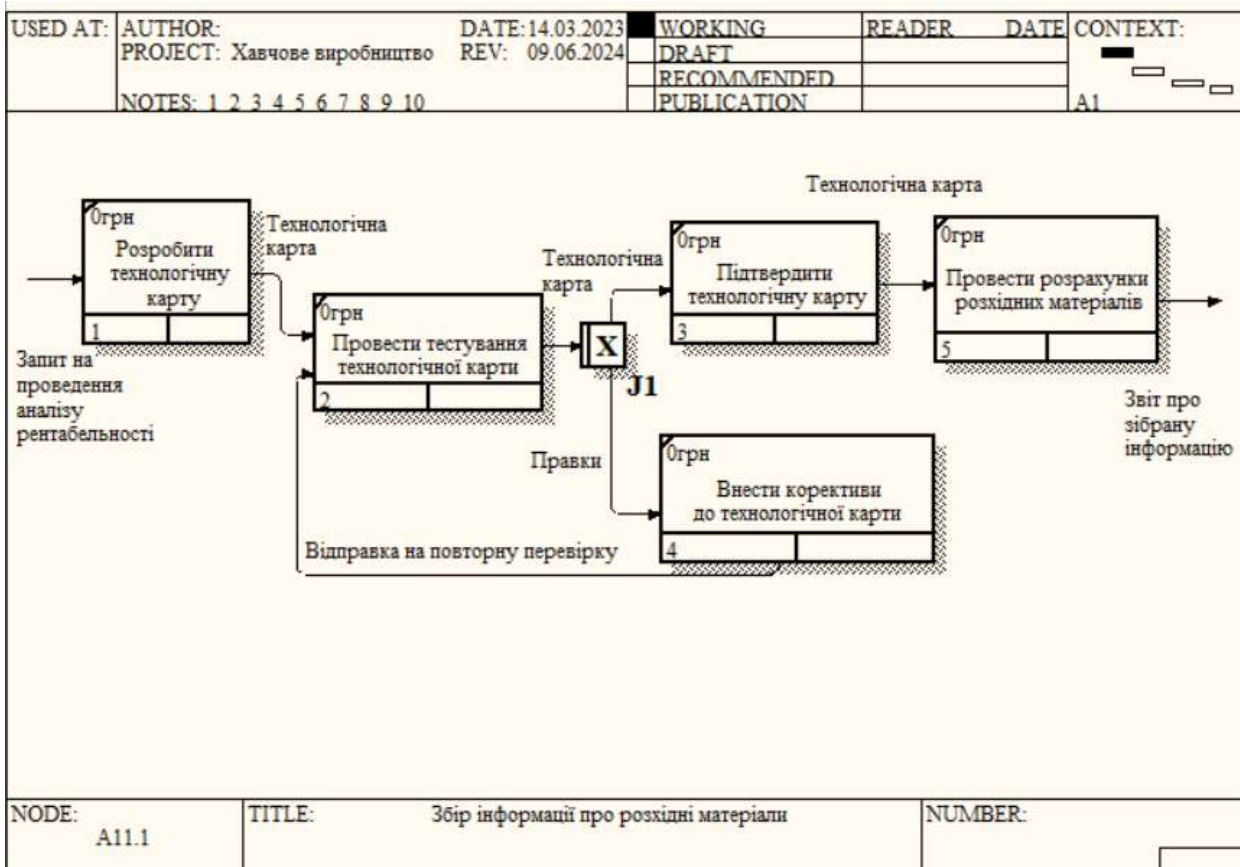 USED AT:
AUTHOR:
DATE: 14.03.2023
PROJECT: Хавчове виробництво
REV: 09.06.2024
NOTES: 1 2 3 4 5 6 7 8 9 10
WORKING
DRAFT
RECOMMENDED
PUBLICATION
READER
DATE
CONTEXT:
A1
0грн
Розробити
технологічну
карту
1
Запит на
проведення
аналізу
рентабельності
Технологічна
карта
0грн
Провести тестування
технологічної карти
2
Технологічна
карта
X
J1
Технологічна карта
0грн
Підтвердити
технологічну карту
3
0грн
Провести розрахунки
розхідних матеріалів
5
Звіт про
зібрану
інформацію
Правки
0грн
Внести корективи
до технологічної карти
4
Відправка на повторну перевірку
NODE:
A11.1
TITLE:
Збір інформації про розхідні матеріали
NUMBER: